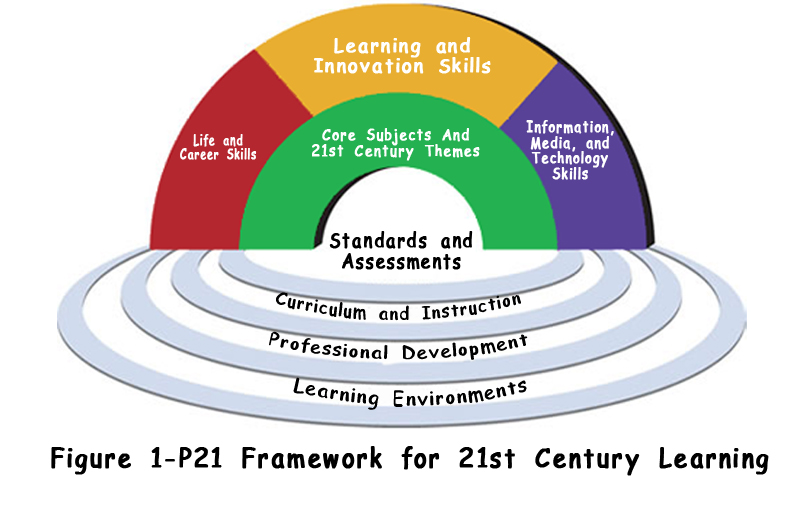 Learning and
Innovation Skills
Life and
Career Skills
Core Subjects And
21st Century Themes
Information,
Media, and
Technology
Skills
Standards and
Assessments
Curriculum and Instruction
Professional Development
Learning Environments
Figure 1-P21 Framework for 21st Century Learning